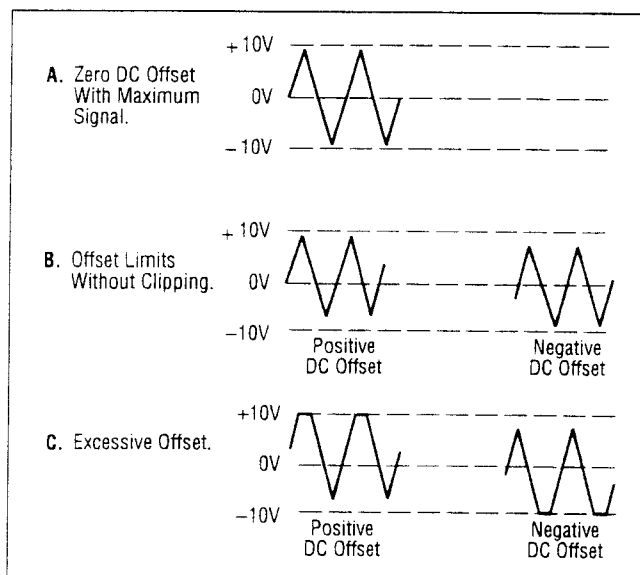 +10V
A. Zero DC Offset
With Maximum
0V
Signal.
−10V
+10V
B. Offset Limits
0V
Without Clipping.
−10V
Positive
DC Offset
Negative
DC Offset
+10V
C. Excessive Offset.
0V
−10V
Positive
DC Offset
Negative
DC Offset